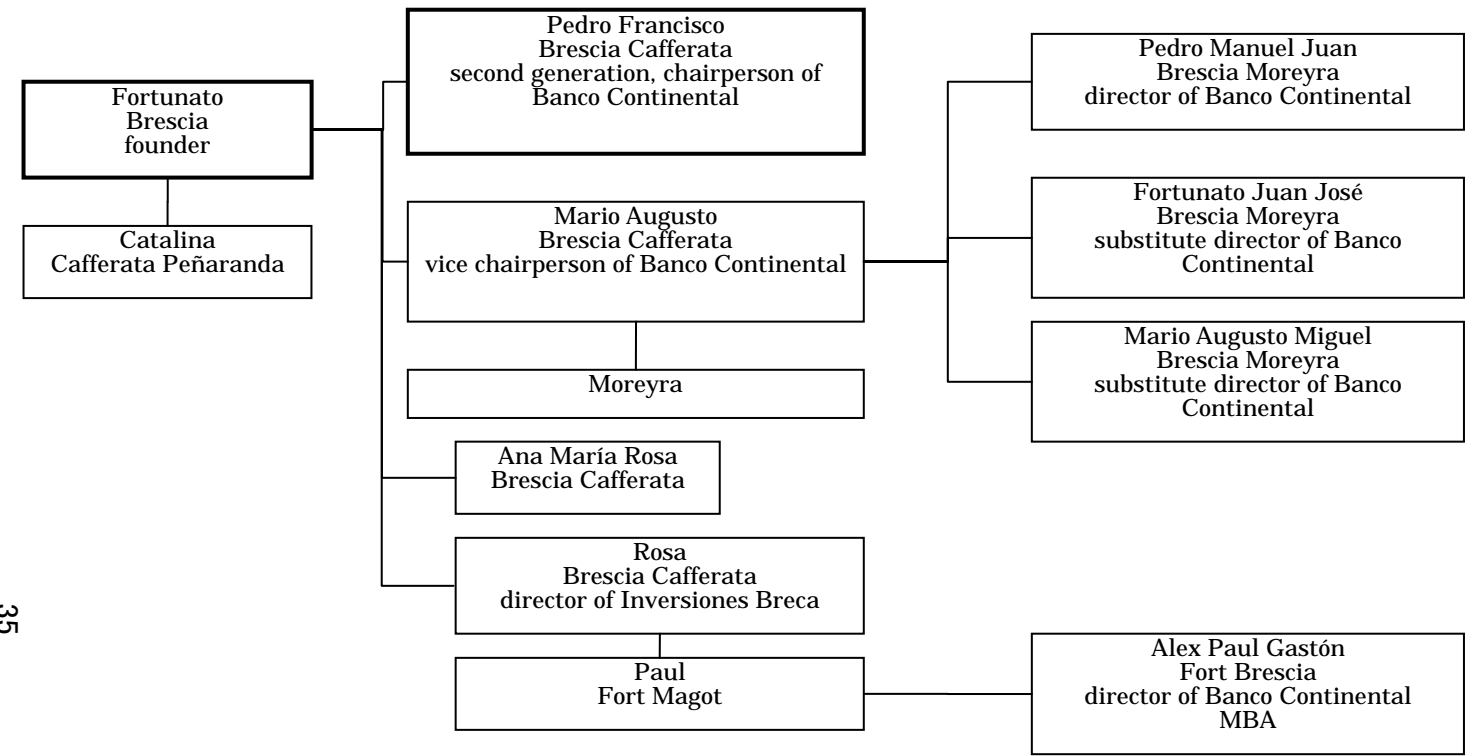 Fortunato
Brescia
founder
Catalina
Cafferata Peñaranda
Pedro Francisco
Brescia Cafferata
second generation, chairperson of
Banco Continental
Mario Augusto
Brescia Cafferata
vice chairperson of Banco Continental
Moreyra
Ana María Rosa
Brescia Cafferata
Rosa
Brescia Cafferata
director of Inversiones Breca
Paul
Fort Magot
Pedro Manuel Juan
Brescia Moreyra
director of Banco Continental
Fortunato Juan José
Brescia Moreyra
substitute director of Banco
Continental
Mario Augusto Miguel
Brescia Moreyra
substitute director of Banco
Continental
Alex Paul Gastón
Fort Brescia
director of Banco Continental
MBA
35